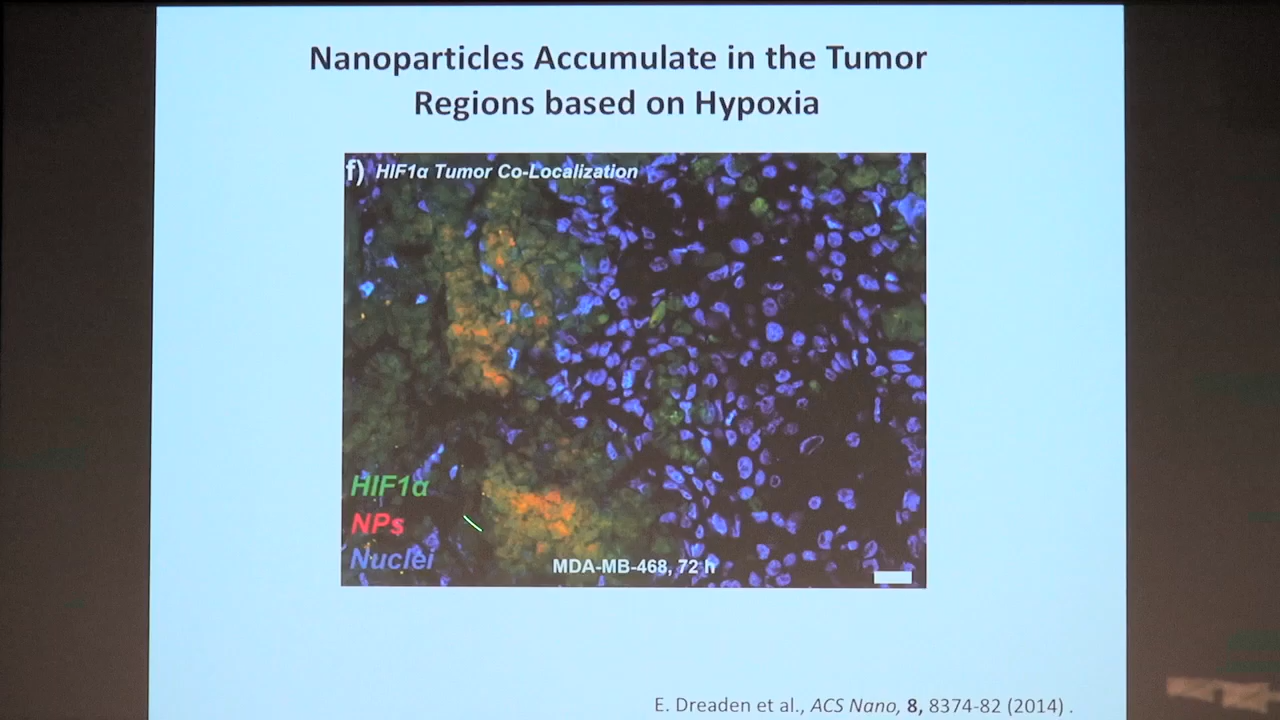 Nanoparticles Accumulate in the Tumor
Regions based on Hypoxia
f) HIF1α Tumor Co-Localization
HIF1α
NPs
Nuclei
MDA-MB-468, 72 h
E. Dreaden et al., ACS Nano, 8, 8374-82 (2014) .